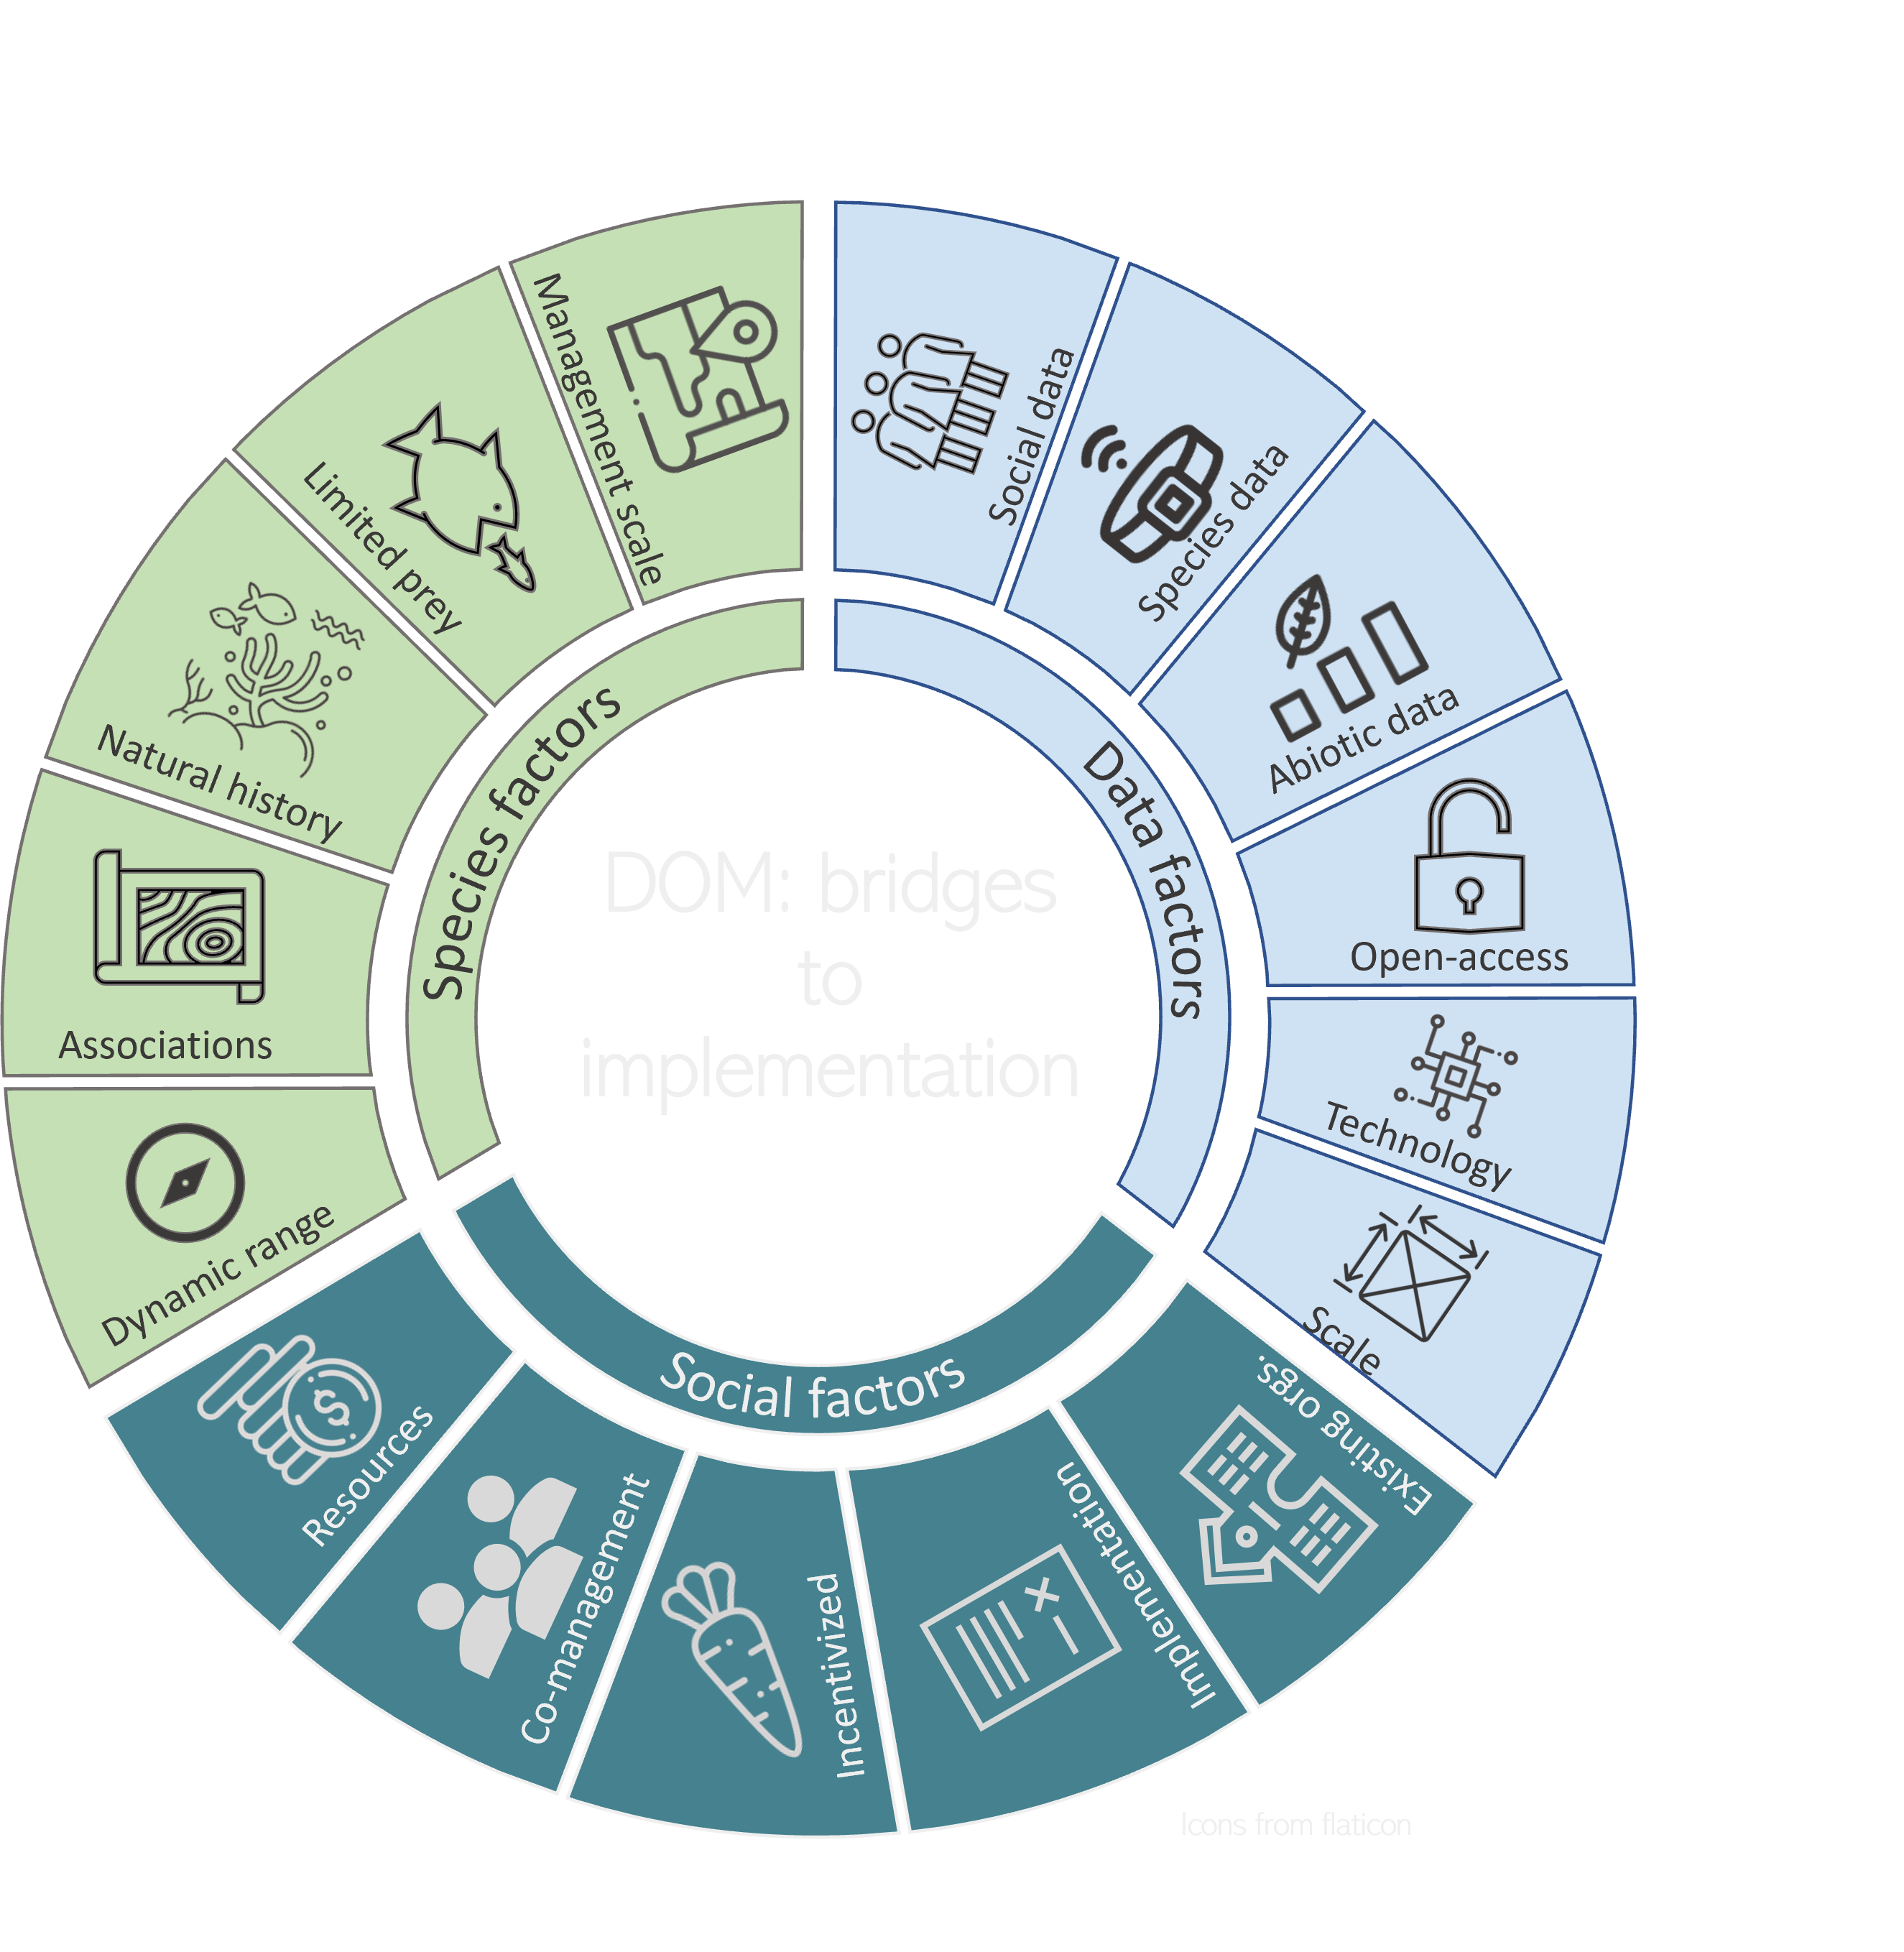 Management scale
Limited prey
Natural history
Associations
Dynamic range
Species factors
Social data
Species data
Abiotic data
Open-access
Technology
Scale
Data factors
DOM: bridges
to
implementation
Social factors
Resources
Co-management
Incentivized
Implementation
Existing orgs.
$
Icons from flaticon